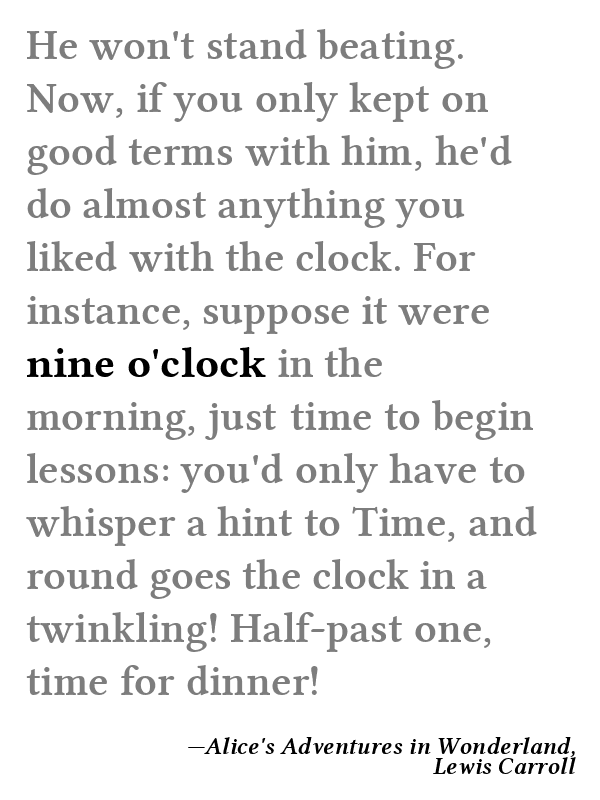 He won't stand beating.
Now, if you only kept on
good terms with him, he'd
do almost anything you
liked with the clock. For
instance, suppose it were
nine o'clock in the
morning, just time to begin
lessons: you'd only have to
whisper a hint to Time, and
round goes the clock in a
twinkling! Half-past one,
time for dinner!
—Alice's Adventures in Wonderland,
Lewis Carroll